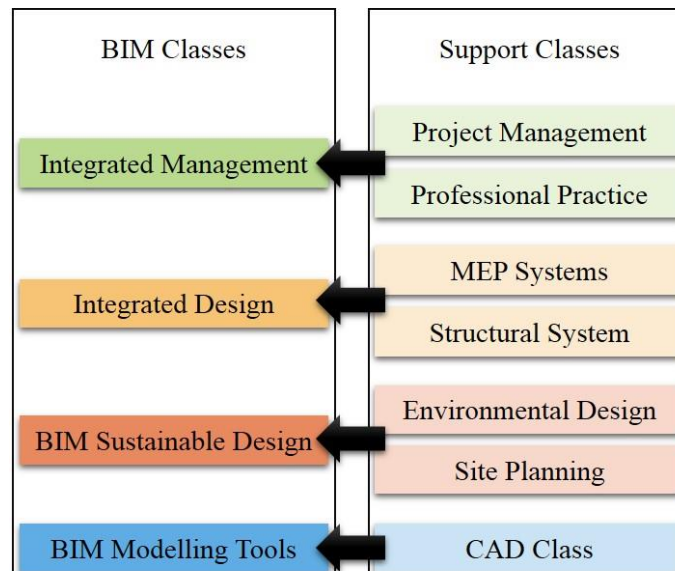 BIM Classes
Support Classes
Integrated Management
Project Management
Professional Practice
Integrated Design
MEP Systems
Structural System
BIM Sustainable Design
Environmental Design
Site Planning
BIM Modelling Tools
CAD Class